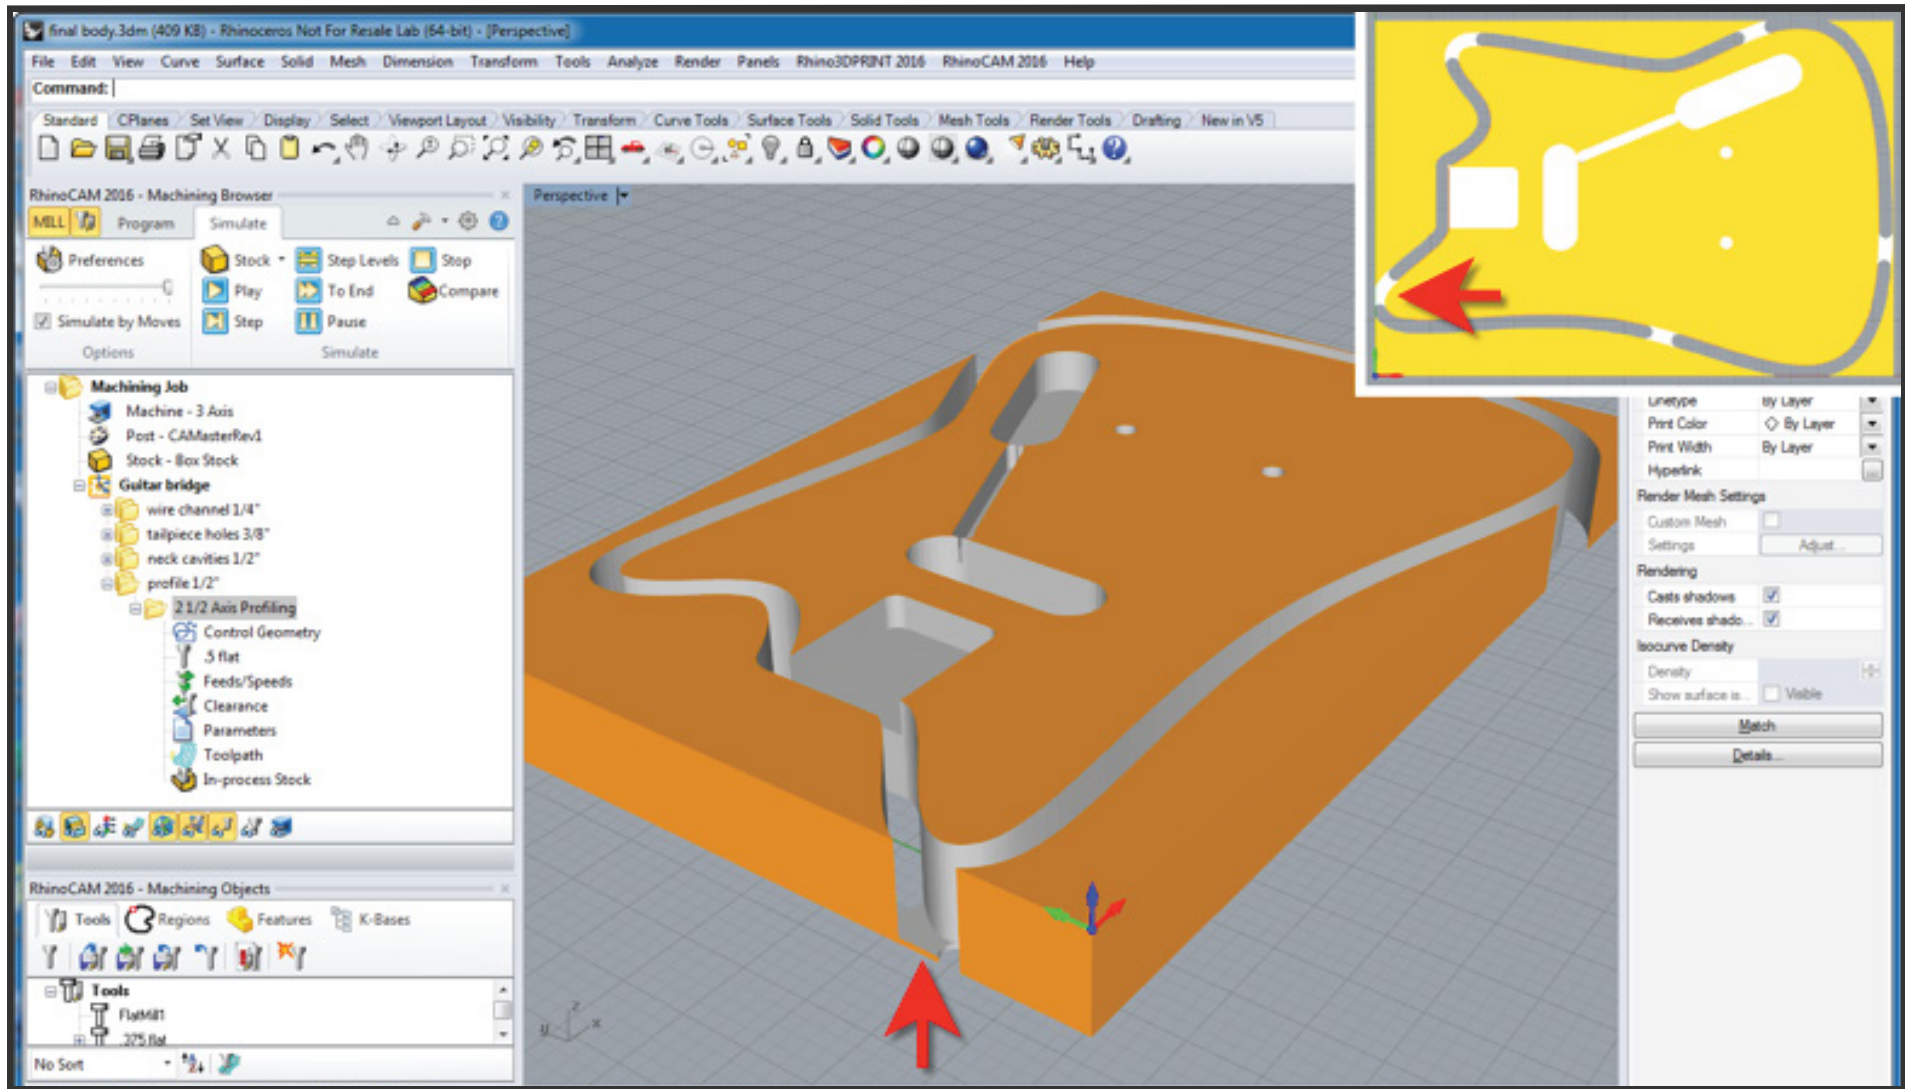 final body.3dm (409 KB) - Rhinoceros Not For Resale Lab (64-bit) - [Perspective]
File Edit View Curve Surface Solid Mesh Dimension Transform Tools Analyze Render Panels Rhino3DPRINT 2016 RhinoCAM 2016 Help
Command:
Standard CPlanes Set View Display Select Viewport Layout Visibility Transform Curve Tools Surface Tools Solid Tools Mesh Tools Render Tools Drafting New in V5
RhinoCAM 2016 - Machining Browser
MILL Program Simulate
Preferences Stock Step Levels Stop
Play To End Compare
Simulate by Moves Step Pause
Options Simulate
Machining Job
Machine - 3 Axis
Post - CAMasterRev1
Stock - Box Stock
Guitar bridge
wire channel 1/4"
tailpiece holes 3/8"
neck cavities 1/2"
profile 1/2"
2 1/2 Axis Profiling
Control Geometry
.5 flat
Feeds/Speeds
Clearance
Parameters
Toolpath
In-process Stock
RhinoCAM 2016 - Machining Objects
Tools Regions Features K-Bases
Tools
FlatMill1
.375 flat
No Sort
Perspective
z
y x
Linetype By Layer
Print Color By Layer
Print Width By Layer
Hyperlink ...
Render Mesh Settings
Custom Mesh
Settings Adjust...
Rendering
Casts shadows
Receives shado...
Isocurve Density
Density
Show surface is... Visible
Match
Details...